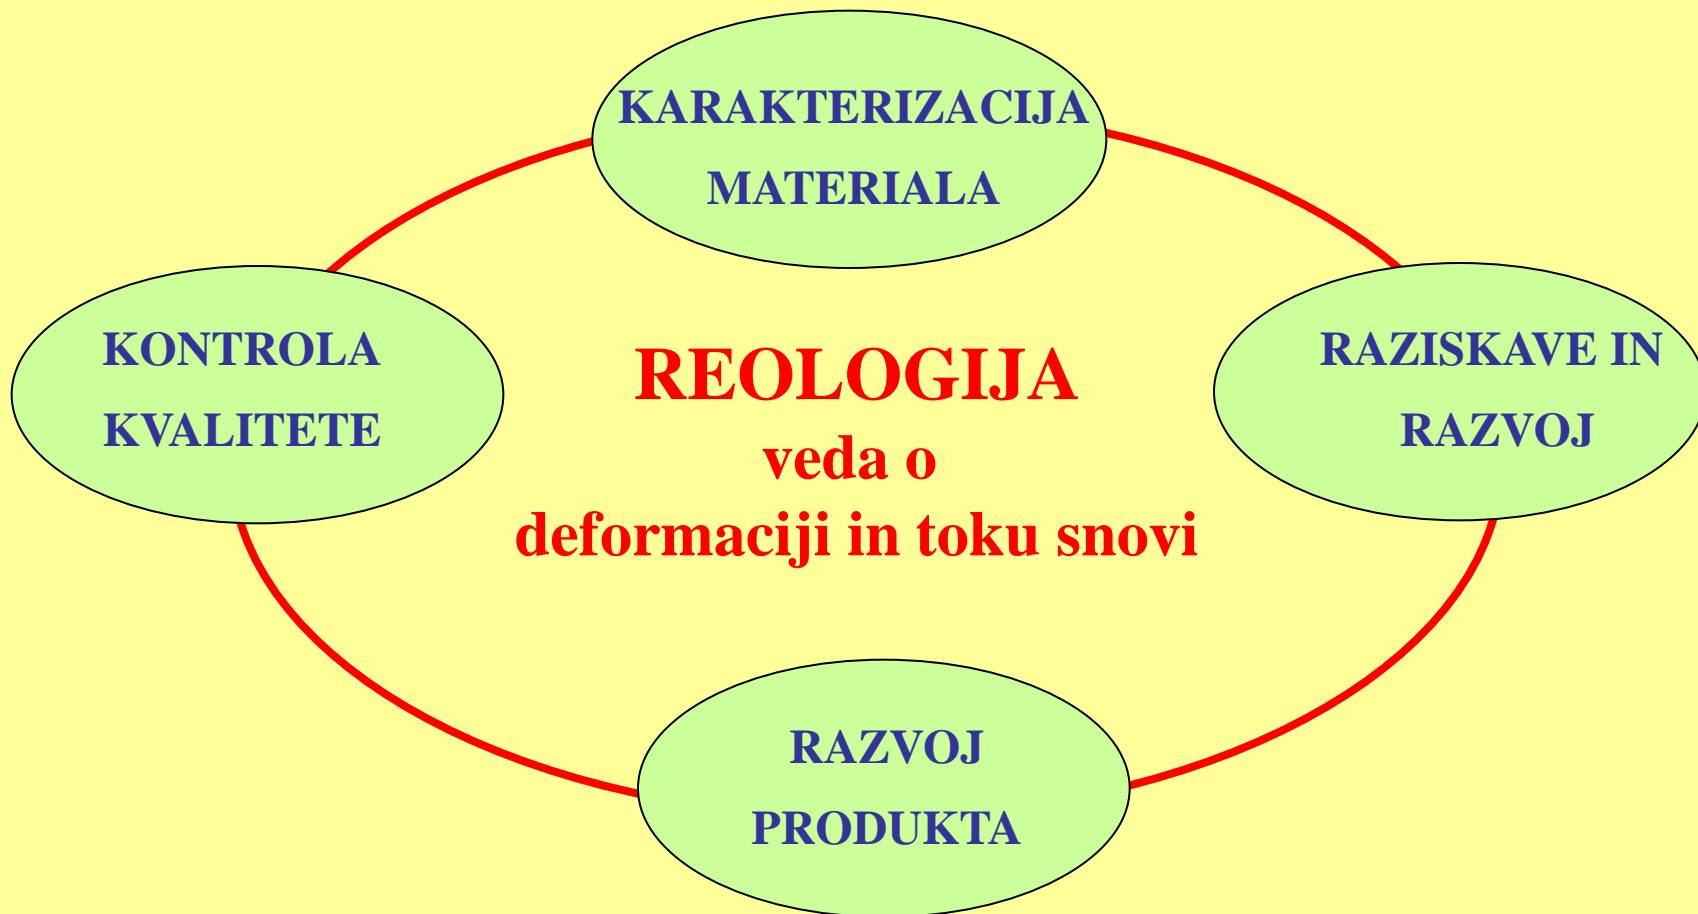 KARAKTERIZACIJA
MATERIALA
KONTROLA
KVALITETE
REOLOGIJA
veda o
deformaciji in toku snovi
RAZISKAVE IN
RAZVOJ
RAZVOJ
PRODUKTA